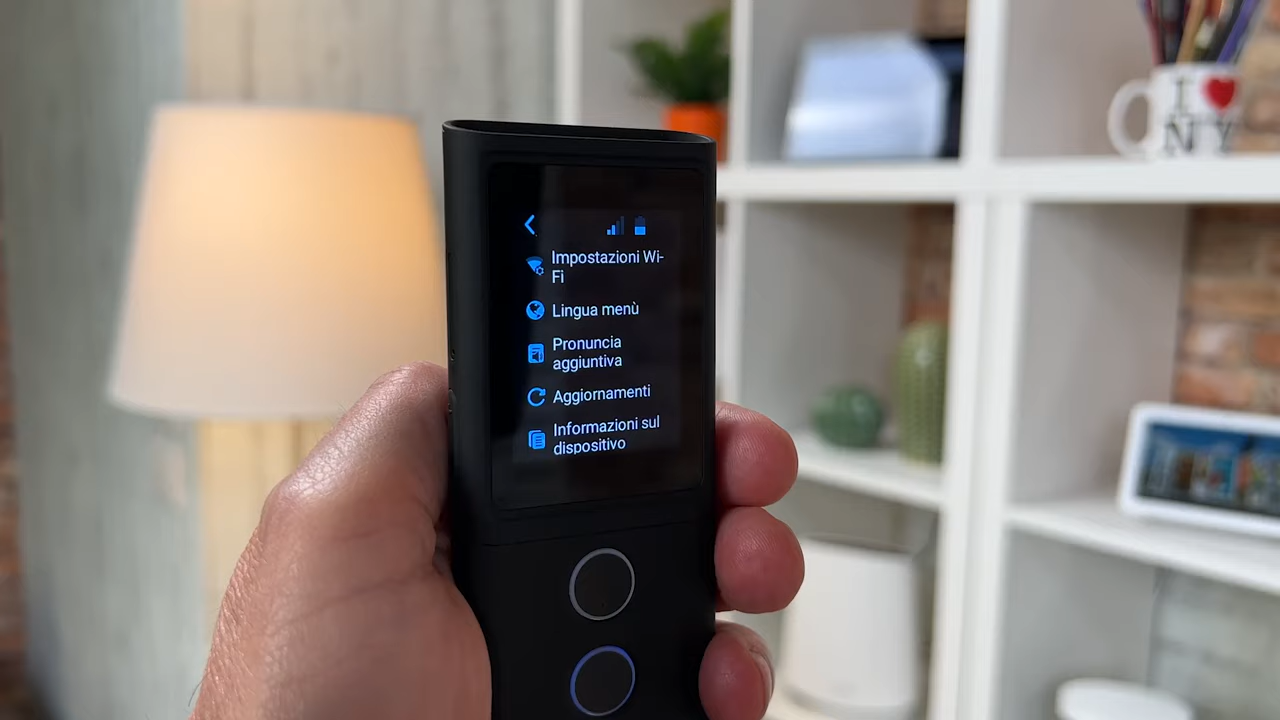 Impostazioni Wi-
Fi
Lingua menù
Pronuncia
aggiuntiva
Aggiornamenti
Informazioni sul
dispositivo
I
NY